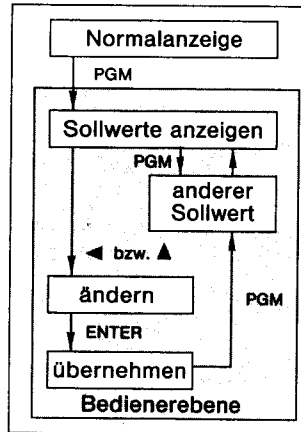 Normalanzeige
PGM
Sollwerte anzeigen
PGM
anderer
Sollwert
◄ bzw. ▲
ändern
PGM
ENTER
übernehmen
Bedienerebene